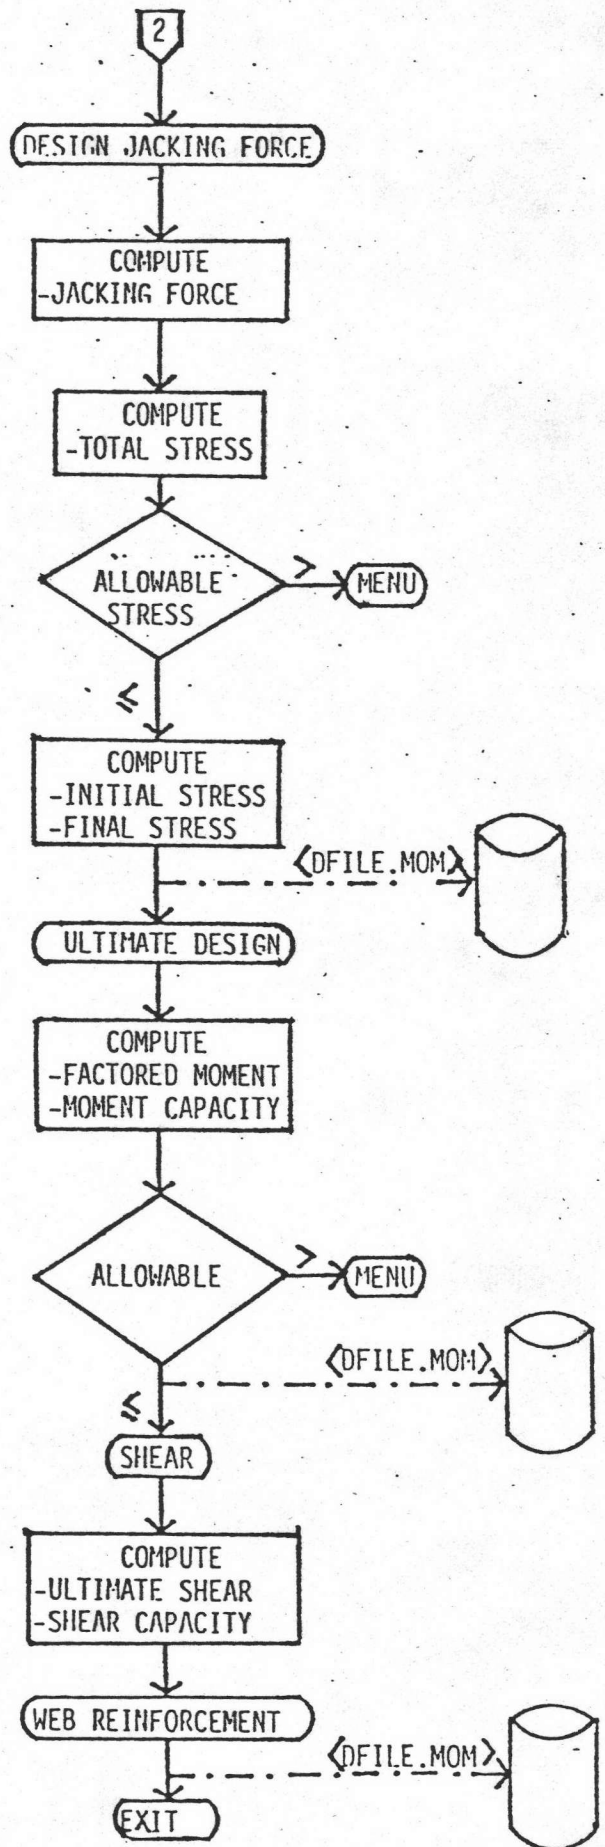 2
DESIGN JACKING FORCE
COMPUTE
-JACKING FORCE
COMPUTE
-TOTAL STRESS
ALLOWABLE
STRESS
>
MENU
≤
COMPUTE
-INITIAL STRESS
-FINAL STRESS
<DFILE.MOM>
ULTIMATE DESIGN
COMPUTE
-FACTORED MOMENT
-MOMENT CAPACITY
ALLOWABLE
>
MENU
<DFILE.MOM>
≤
SHEAR
COMPUTE
-ULTIMATE SHEAR
-SHEAR CAPACITY
WEB REINFORCEMENT
<DFILE.MOM>
EXIT